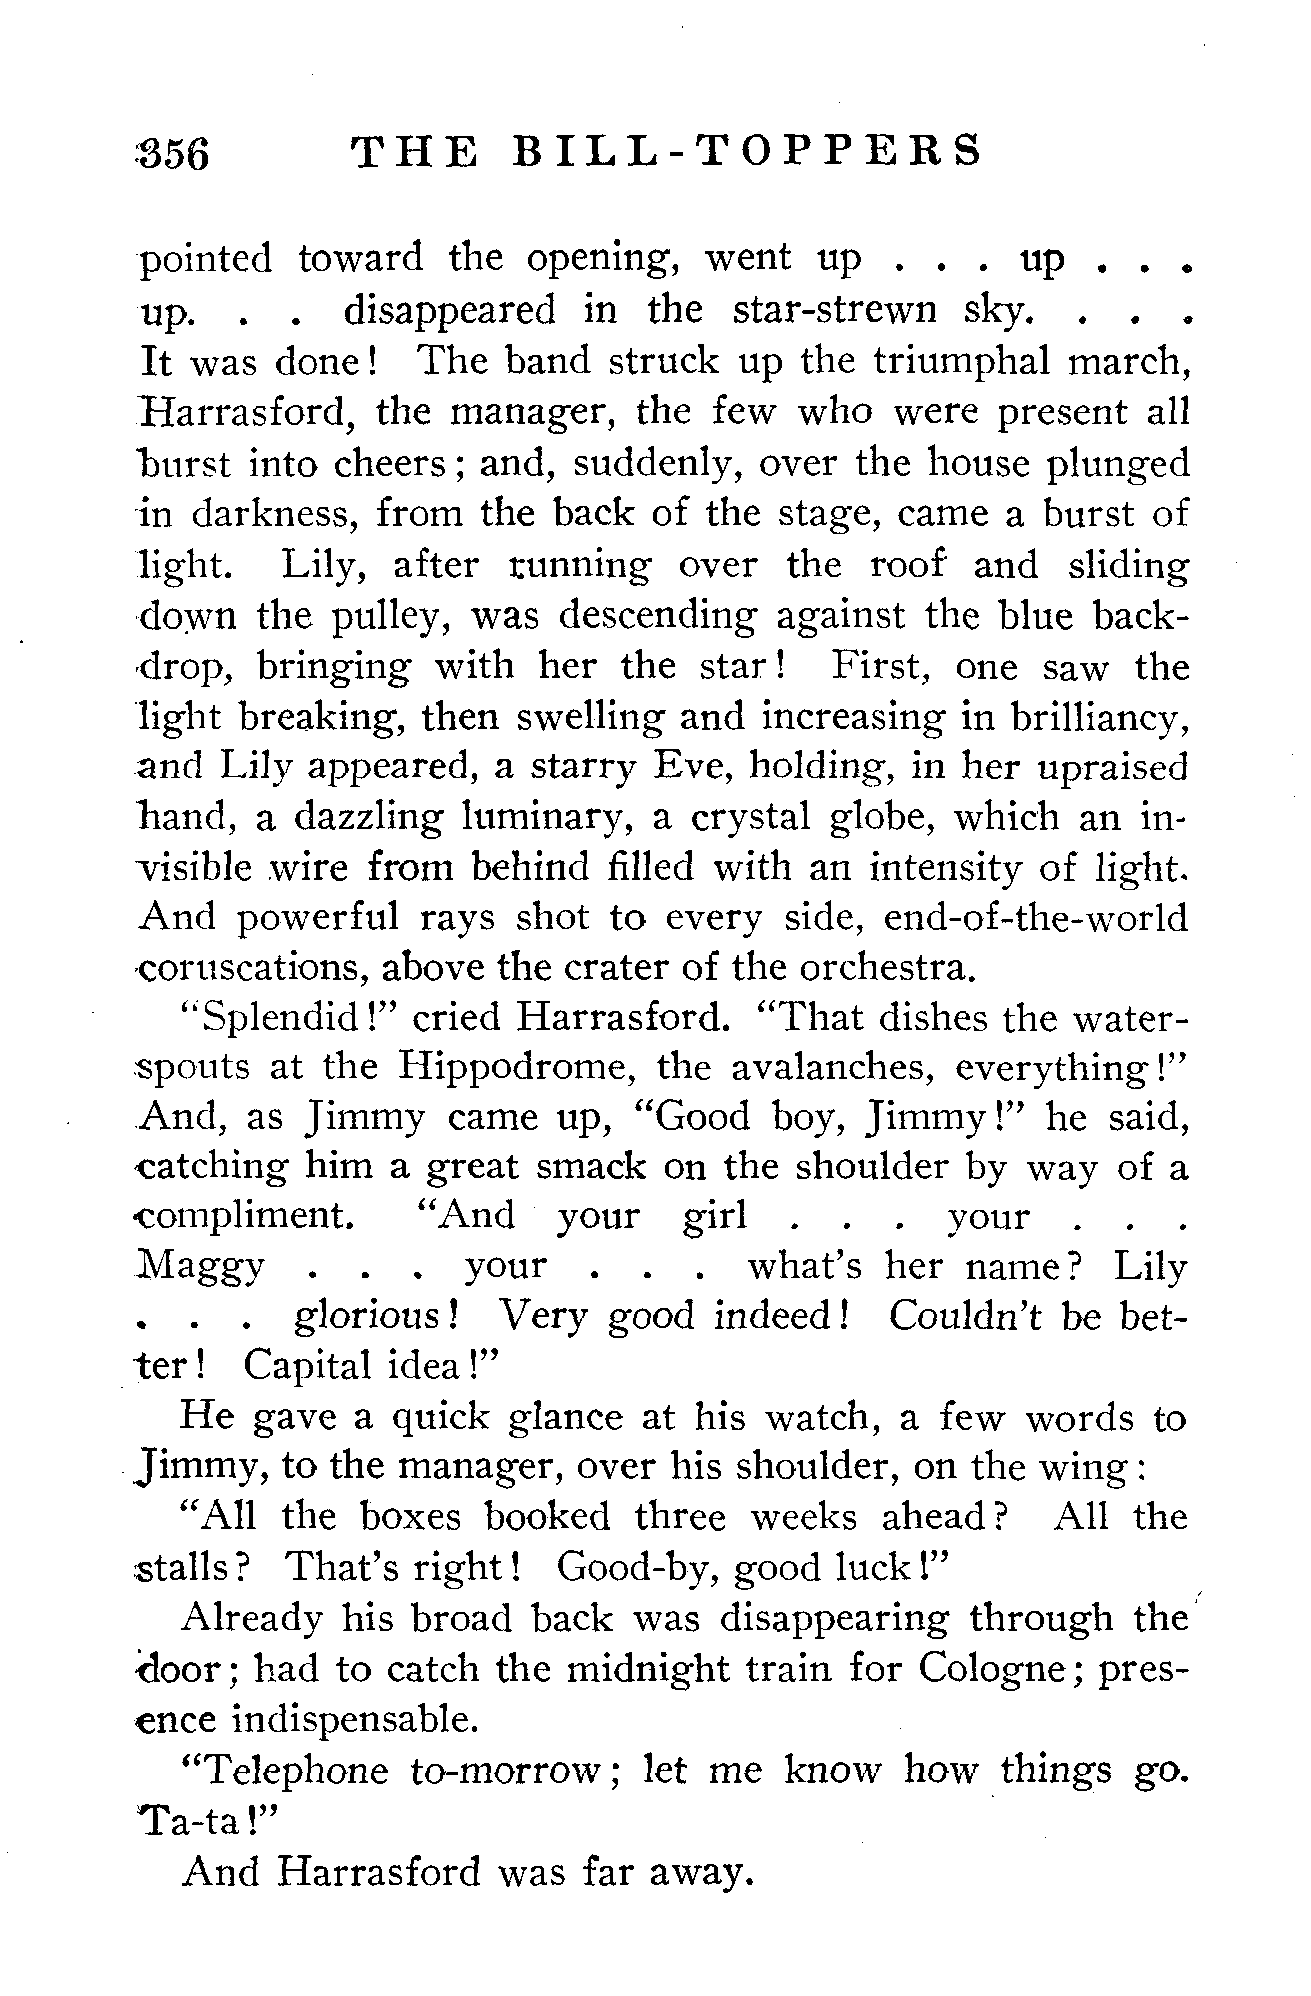 356 THE BILL-TOPPERS
pointed toward the opening, went up . . . up . . .
up. . . disappeared in the star-strewn sky. . . .
It was done! The band struck up the triumphal march,
Harrasford, the manager, the few who were present all
burst into cheers; and, suddenly, over the house plunged
in darkness, from the back of the stage, came a burst of
light. Lily, after running over the roof and sliding
down the pulley, was descending against the blue back-
drop, bringing with her the star! First, one saw the
light breaking, then swelling and increasing in brilliancy,
and Lily appeared, a starry Eve, holding, in her upraised
hand, a dazzling luminary, a crystal globe, which an in-
visible wire from behind filled with an intensity of light.
And powerful rays shot to every side, end-of-the-world
coruscations, above the crater of the orchestra.
"Splendid!" cried Harrasford. "That dishes the water-
spouts at the Hippodrome, the avalanches, everything!"
And, as Jimmy came up, "Good boy, Jimmy!" he said,
catching him a great smack on the shoulder by way of a
compliment. "And your girl . . . your . . .
Maggy . . . your . . . what's her name? Lily
. . . glorious! Very good indeed! Couldn't be bet-
ter! Capital idea!"
He gave a quick glance at his watch, a few words to
Jimmy, to the manager, over his shoulder, on the wing:
"All the boxes booked three weeks ahead? All the
stalls? That's right! Good-by, good luck!"
Already his broad back was disappearing through the
door; had to catch the midnight train for Cologne; pres-
ence indispensable.
"Telephone to-morrow; let me know how things go.
Ta-ta!"
And Harrasford was far away.